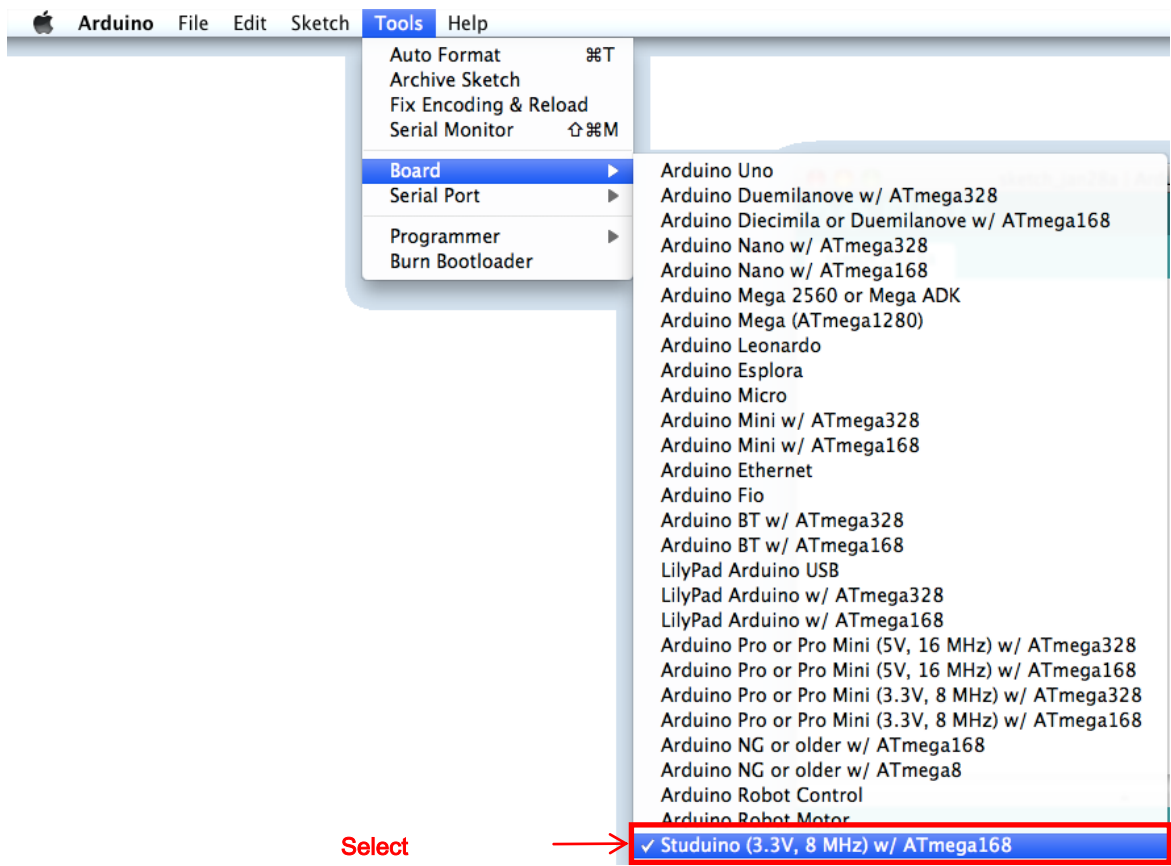 Arduino File Edit Sketch Tools Help
Auto Format ⌘T
Archive Sketch
Fix Encoding & Reload
Serial Monitor ⇧⌘M
Board
Serial Port
Programmer
Burn Bootloader
Arduino Uno
Arduino Duemilanove w/ ATmega328
Arduino Diecimila or Duemilanove w/ ATmega168
Arduino Nano w/ ATmega328
Arduino Nano w/ ATmega168
Arduino Mega 2560 or Mega ADK
Arduino Mega (ATmega1280)
Arduino Leonardo
Arduino Esplora
Arduino Micro
Arduino Mini w/ ATmega328
Arduino Mini w/ ATmega168
Arduino Ethernet
Arduino Fio
Arduino BT w/ ATmega328
Arduino BT w/ ATmega168
LilyPad Arduino USB
LilyPad Arduino w/ ATmega328
LilyPad Arduino w/ ATmega168
Arduino Pro or Pro Mini (5V, 16 MHz) w/ ATmega328
Arduino Pro or Pro Mini (5V, 16 MHz) w/ ATmega168
Arduino Pro or Pro Mini (3.3V, 8 MHz) w/ ATmega328
Arduino Pro or Pro Mini (3.3V, 8 MHz) w/ ATmega168
Arduino NG or older w/ ATmega168
Arduino NG or older w/ ATmega8
Arduino Robot Control
Arduino Robot Motor
Select
✓ Studuino (3.3V, 8 MHz) w/ ATmega168